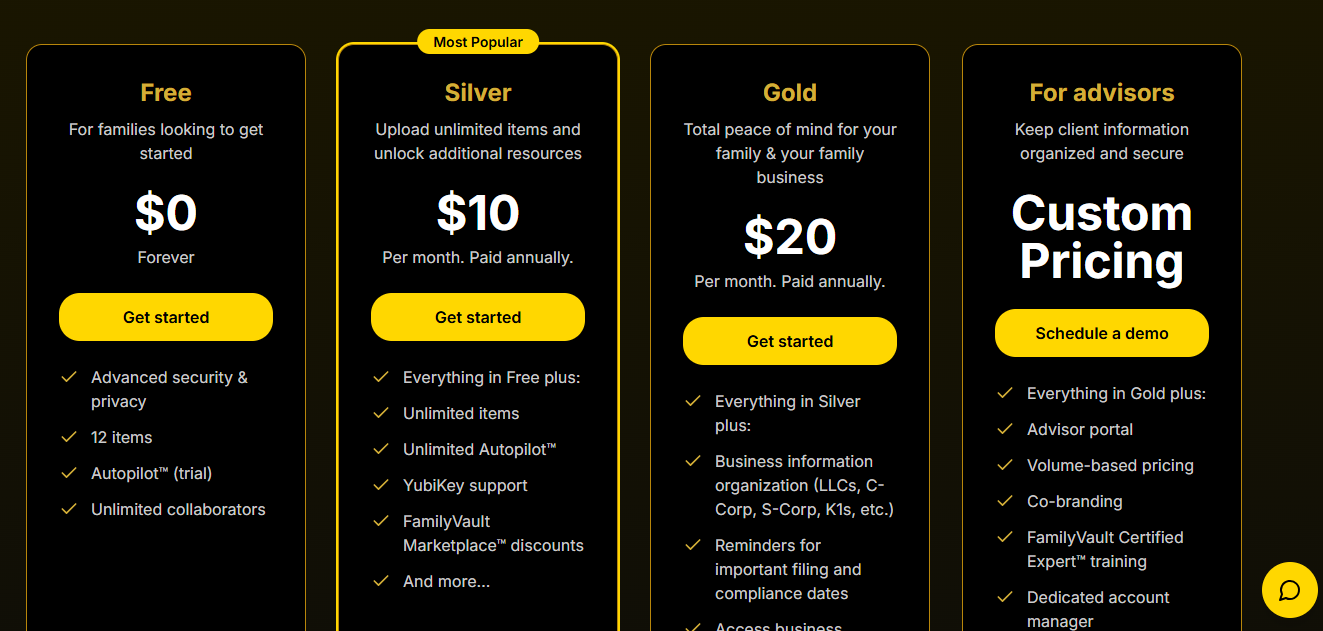 Most Popular
Free
For families looking to get
started
$0
Forever
Get started
Advanced security &
privacy
12 items
Autopilot™ (trial)
Unlimited collaborators
Silver
Upload unlimited items and
unlock additional resources
$10
Per month. Paid annually.
Get started
Everything in Free plus:
Unlimited items
Unlimited Autopilot™
YubiKey support
FamilyVault
Marketplace™ discounts
And more...
Gold
Total peace of mind for your
family & your family
business
$20
Per month. Paid annually.
Get started
Everything in Silver
plus:
Business information
organization (LLCs, C-
Corp, S-Corp, K1s, etc.)
Reminders for
important filing and
compliance dates
Access business
For advisors
Keep client information
organized and secure
Custom
Pricing
Schedule a demo
Everything in Gold plus:
Advisor portal
Volume-based pricing
Co-branding
FamilyVault Certified
Expert™ training
Dedicated account
manager